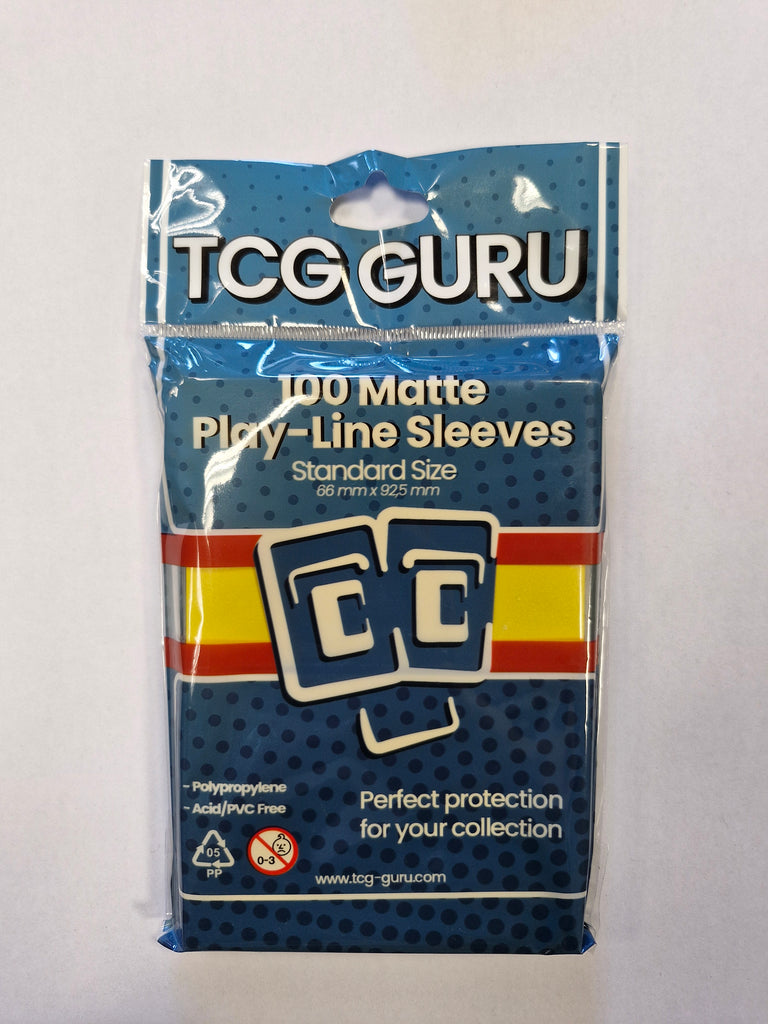 TCG GURU
100 Matte
Play-Line Sleeves
Standard Size
66 mm x 92,5 mm
C C
- Polypropylene
- Acid/PVC Free
Perfect protection
for your collection
05
PP
0-3
www.tcg-guru.com